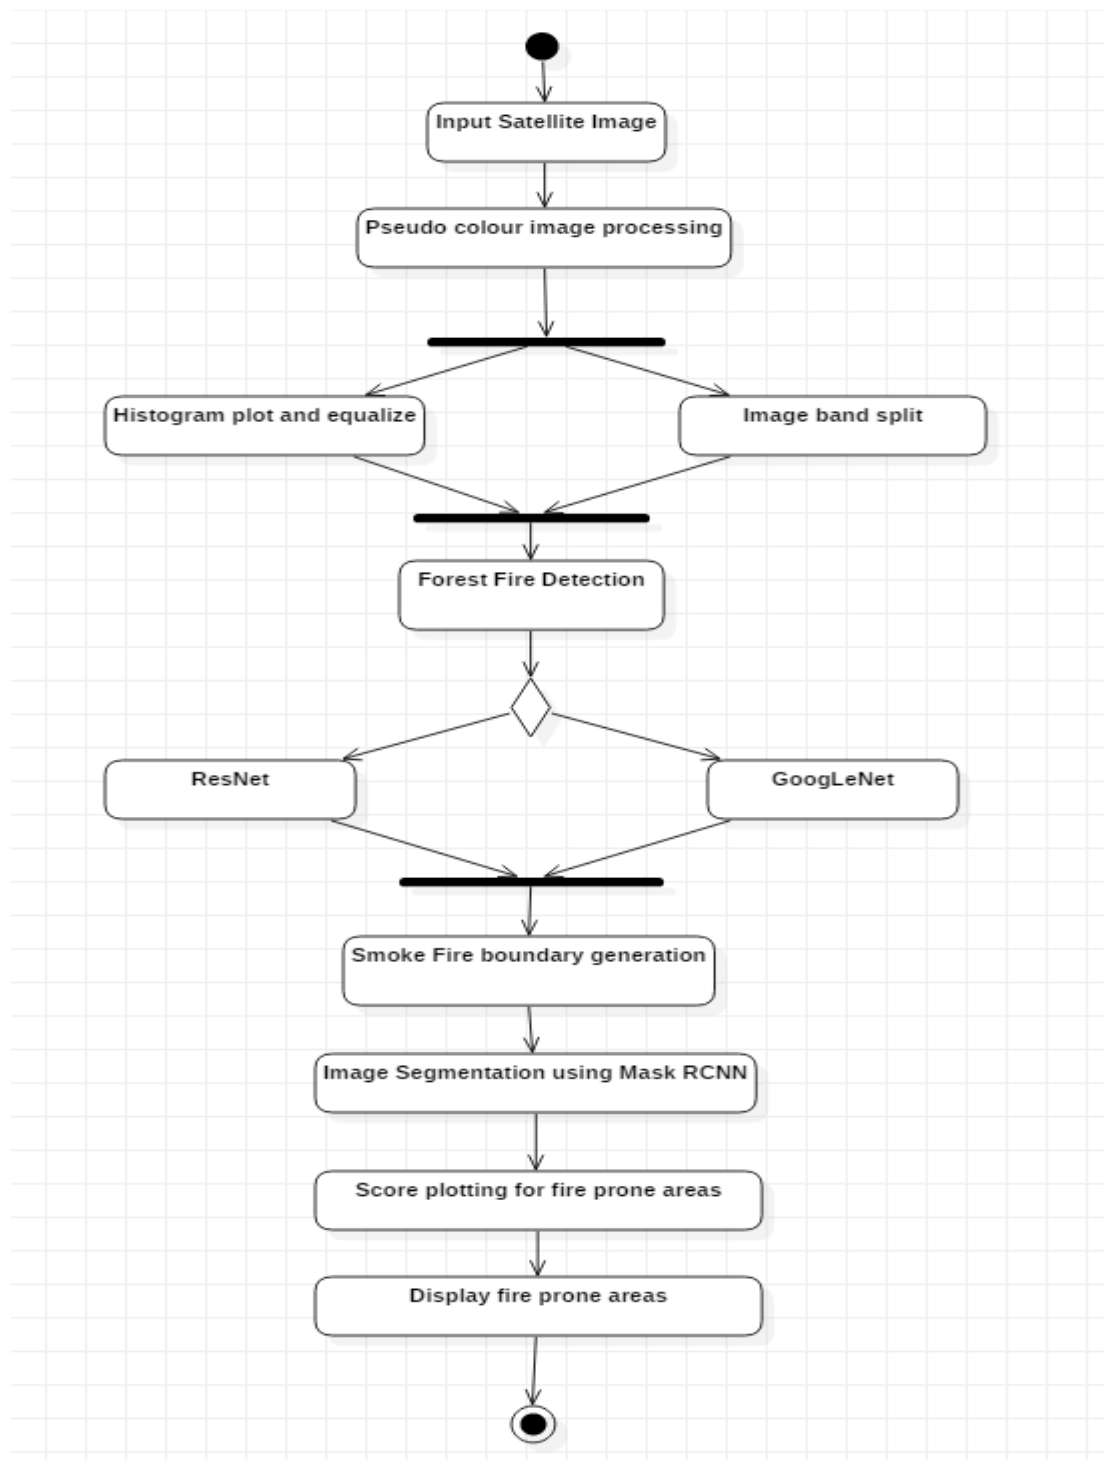 Input Satellite Image
Pseudo colour image processing
Histogram plot and equalize
Image band split
Forest Fire Detection
ResNet
GoogLeNet
Smoke Fire boundary generation
Image Segmentation using Mask RCNN
Score plotting for fire prone areas
Display fire prone areas